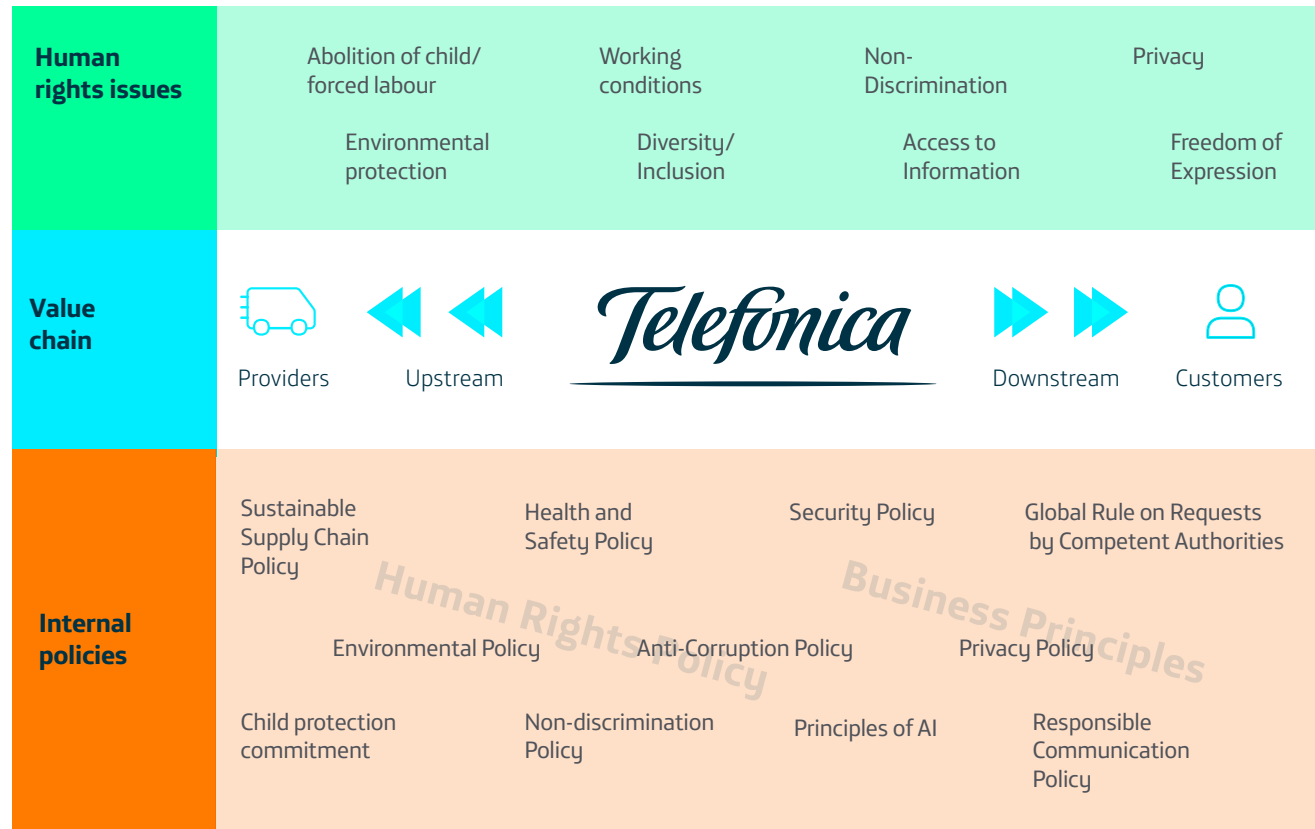 Human
rights issues
Abolition of child/
forced labour
Working
conditions
Non-
Discrimination
Privacy
Environmental
protection
Diversity/
Inclusion
Access to
Information
Freedom of
Expression
Value
chain
Providers
Upstream
Telefónica
Downstream
Customers
Internal
policies
Sustainable
Supply Chain
Policy
Health and
Safety Policy
Security Policy
Global Rule on Requests
by Competent Authorities
Human Rights Policy
Business Principles
Environmental Policy
Anti-Corruption Policy
Privacy Policy
Child protection
commitment
Non-discrimination
Policy
Principles of AI
Responsible
Communication
Policy